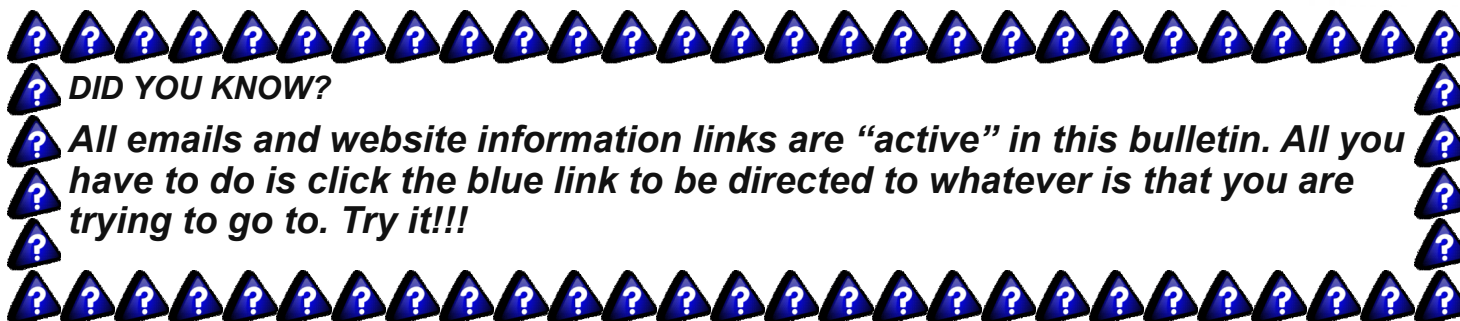 DID YOU KNOW?
All emails and website information links are “active” in this bulletin. All you
have to do is click the blue link to be directed to whatever is that you are
trying to go to. Try it!!!